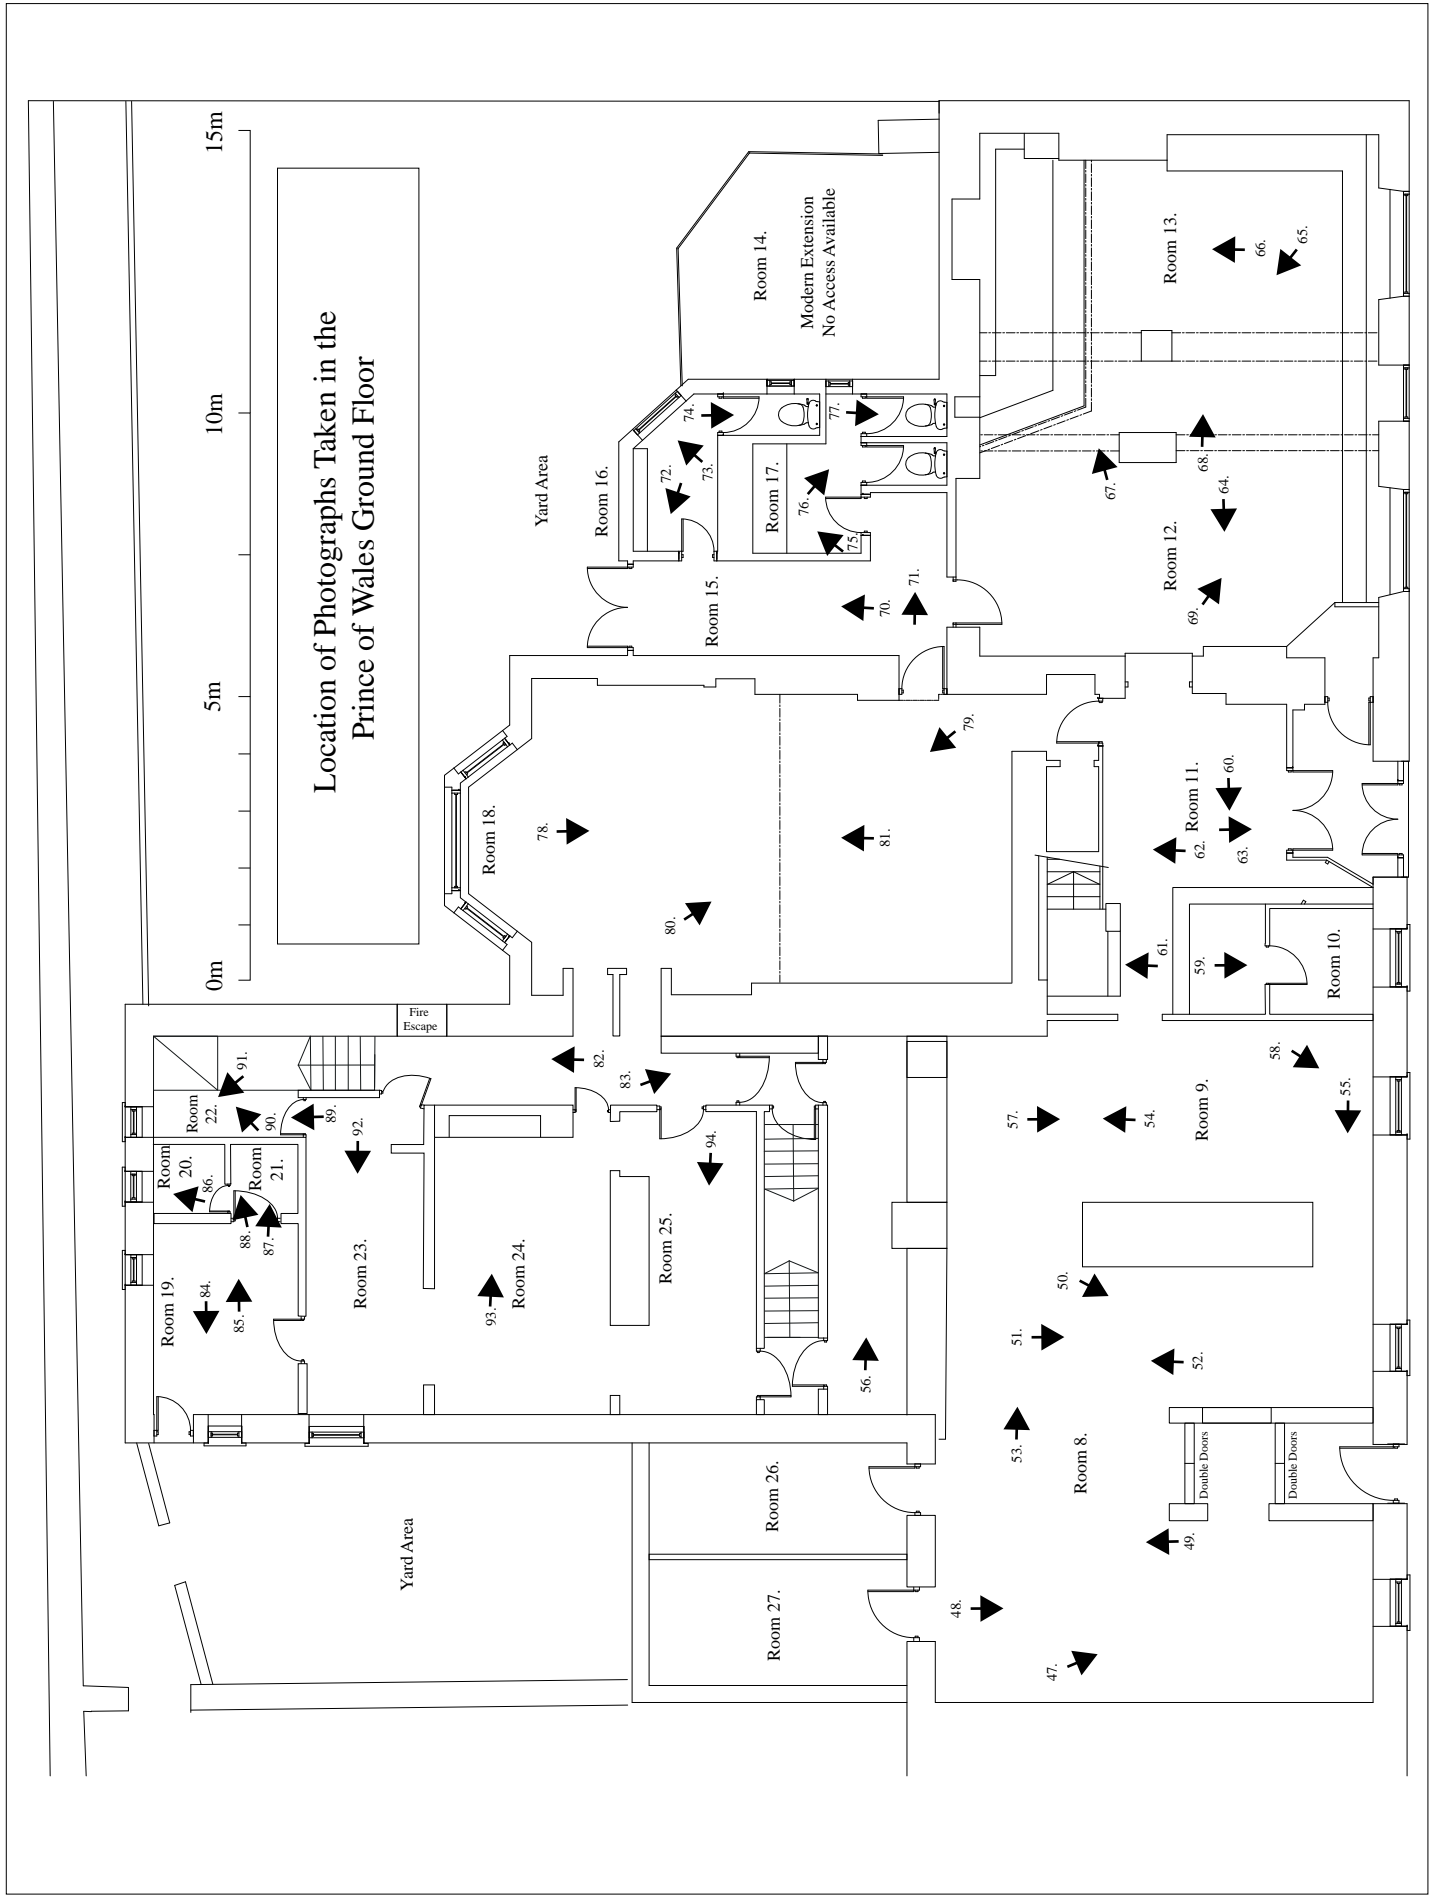 Location of Photographs Taken in the
Prince of Wales Ground Floor
0m
5m
10m
15m
Fire
Escape
Yard Area
Room 16.
Room 14.
Modern Extension
No Access Available
72.
73.
74.
Room 17.
75.
76.
77.
Room 15.
70.
71.
Room 13.
65.
66.
Room 12.
64.
67.
68.
69.
Room 18.
78.
79.
80.
81.
Room 11.
60.
61.
62.
63.
59.
Room 10.
91.
Room
22.
90.
89.
92.
82.
83.
Room
20.
86.
Room
21.
88.
87.
Room 19.
84.
85.
Room 23.
Room 24.
93.
Room 25.
94.
56.
Room 9.
57.
54.
58.
55.
50.
51.
52.
53.
Room 8.
Double Doors
Double Doors
49.
48.
47.
Room 26.
Room 27.
Yard Area